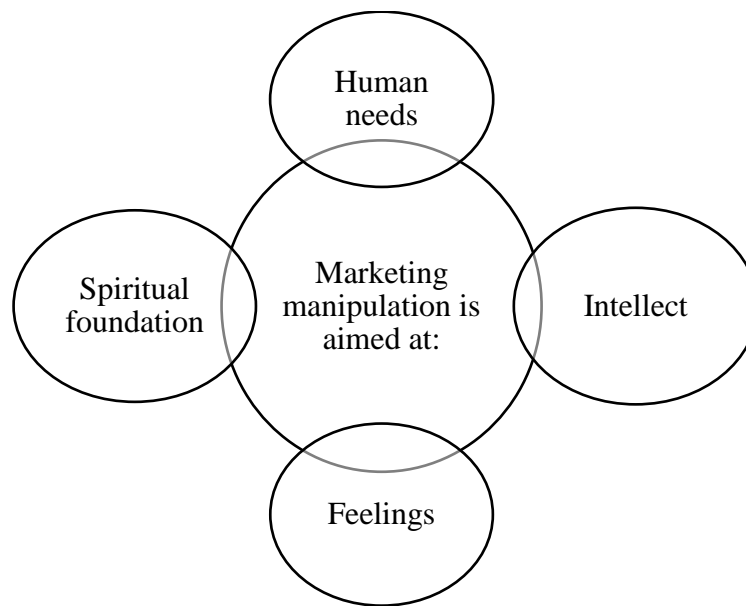 Human
needs
Spiritual
foundation
Marketing
manipulation is
aimed at:
Intellect
Feelings